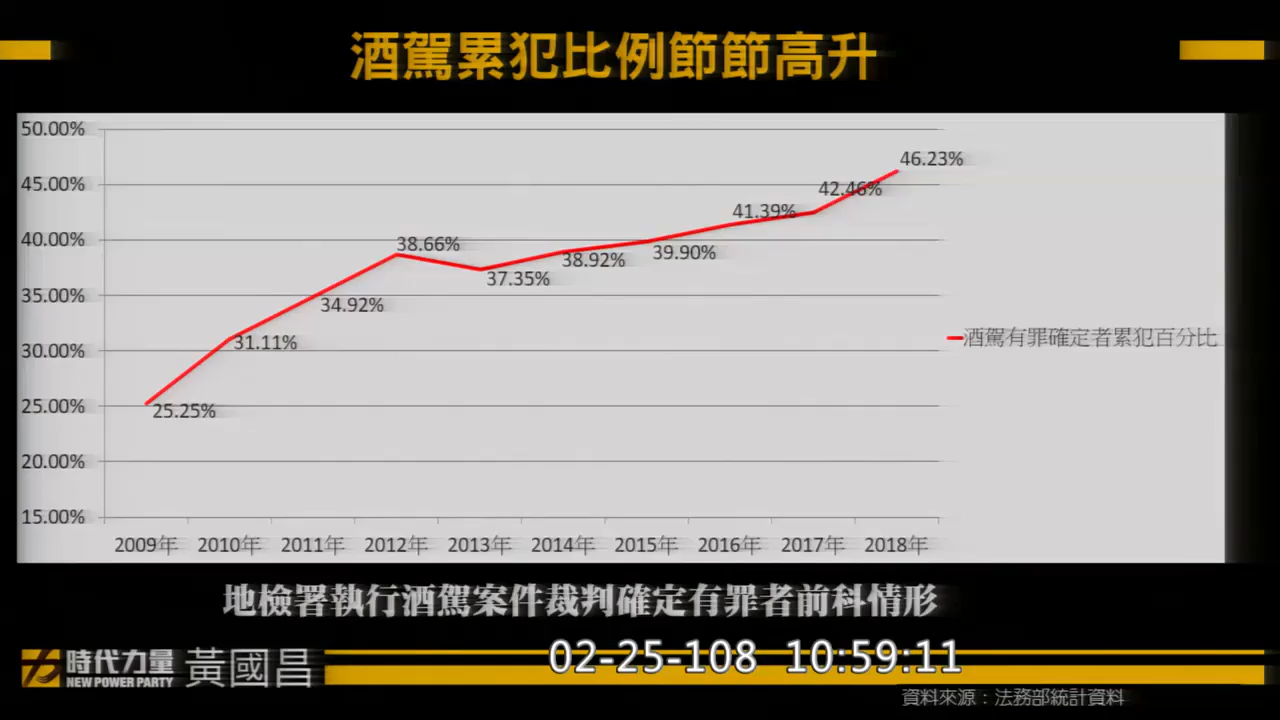 酒駕累犯比例節節高升
50.00%
45.00%
40.00%
35.00%
30.00%
25.00%
20.00%
15.00%
25.25%
31.11%
34.92%
38.66%
37.35%
38.92%
39.90%
41.39%
42.46%
46.23%
酒駕有罪確定者累犯百分比
2009年 2010年 2011年 2012年 2013年 2014年 2015年 2016年 2017年 2018年
地檢署執行酒駕案件裁判確定有罪者前科情形
時代力量 黃國昌
NEW POWER PARTY
02-25-108 10:59:11
資料來源：法務部統計資料